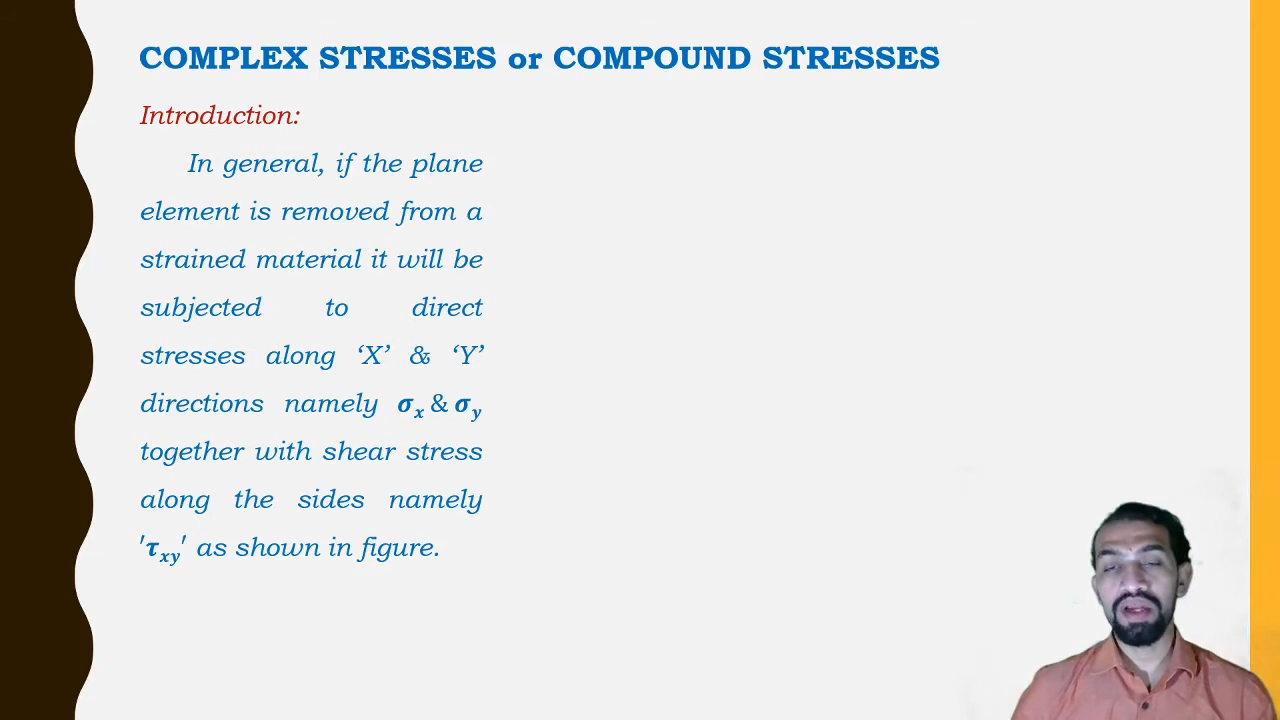 COMPLEX STRESSES or COMPOUND STRESSES
Introduction:
In general, if the plane
element is removed from a
strained material it will be
subjected to direct
stresses along ‘X’ & ‘Y’
directions namely σₓ & σᵧ
together with shear stress
along the sides namely
′τₓᵧ′ as shown in figure.